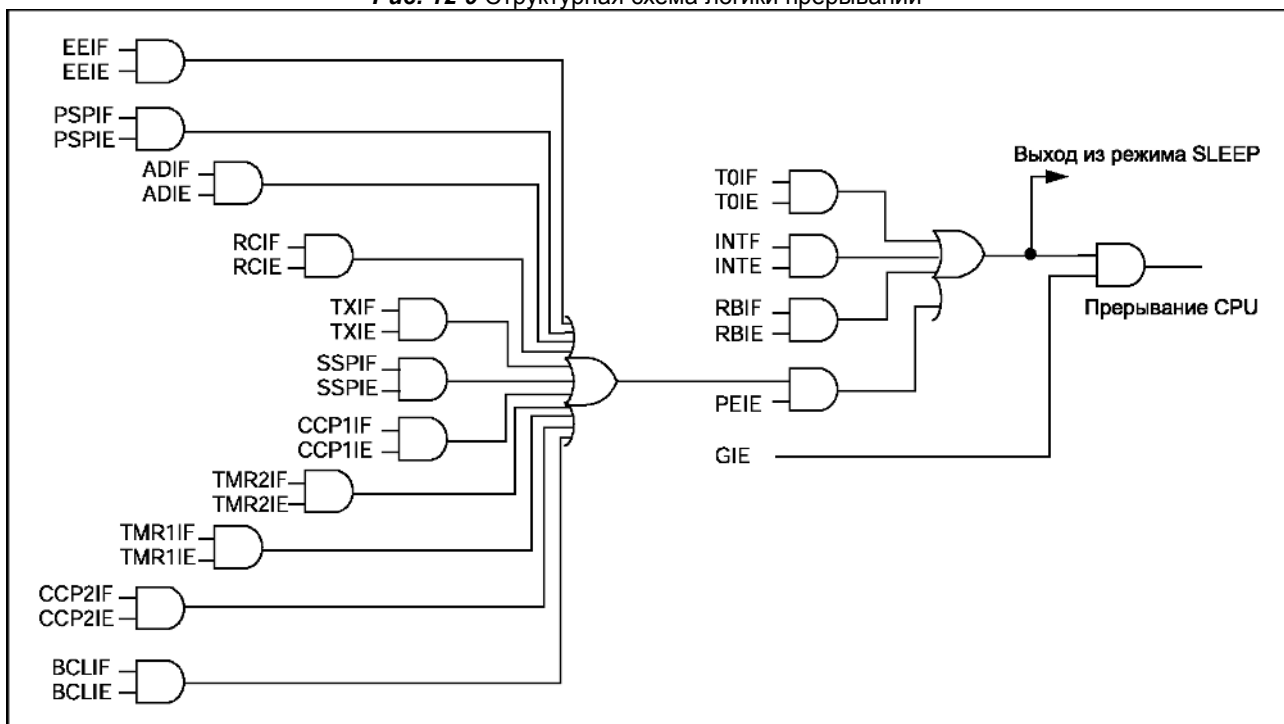 Рис. 12-9 Структурная схема логики прерываний
EEIF
EEIE
PSPIF
PSPIE
ADIF
ADIE
RCIF
RCIE
TXIF
TXIE
SSPIF
SSPIE
CCP1IF
CCP1IE
TMR2IF
TMR2IE
TMR1IF
TMR1IE
CCP2IF
CCP2IE
BCLIF
BCLIE
T0IF
T0IE
INTF
INTE
RBIF
RBIE
PEIE
GIE
Выход из режима SLEEP
Прерывание CPU